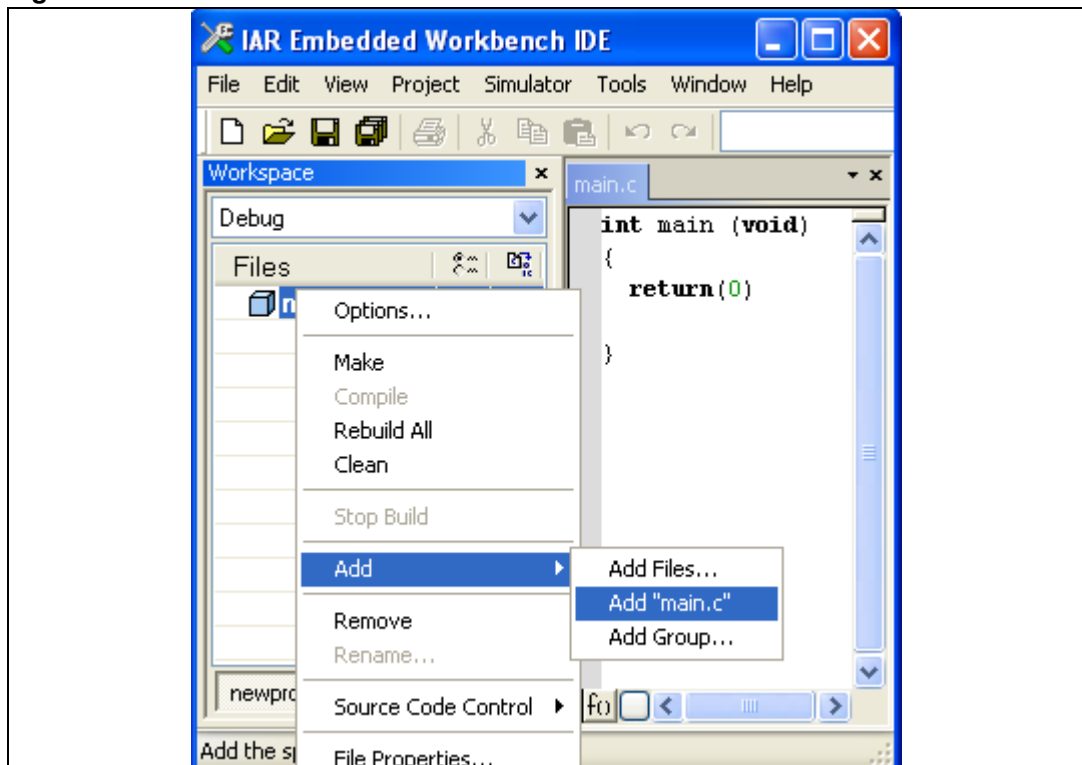 IAR Embedded Workbench IDE
File Edit View Project Simulator Tools Window Help
Workspace
main.c
Debug
Files
int main (void)
{
return(0)
}
Options...
Make
Compile
Rebuild All
Clean
Stop Build
Add
Add Files...
Add "main.c"
Add Group...
Remove
Rename...
Source Code Control
File Properties...
Add the